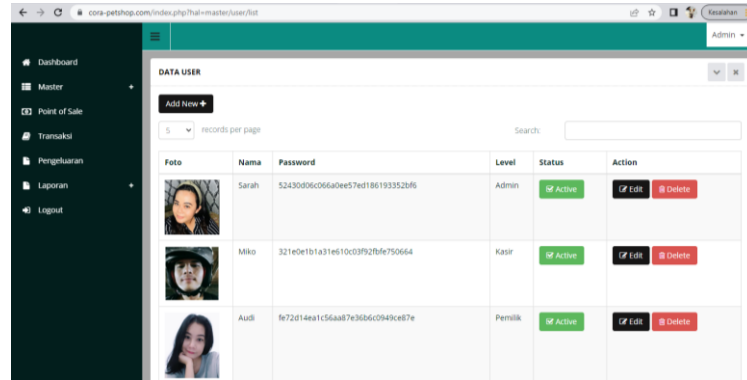 cora-petshop.com/index.php?hal=master/user/list
Kesalahan
Admin
Dashboard
Master +
Point of Sale
Transaksi
Pengeluaran
Laporan +
Logout
DATA USER
Add New +
5 records per page
Search:
Foto Nama Password Level Status Action
Sarah 52430d06c066a0ee57ed186193352bf6 Admin Active Edit Delete
Miko 321e0e1b1a31e610c03f92fbfe750664 Kasir Active Edit Delete
Audi fe72d14ea1c56aa87e36b6c0949ce87e Pemilik Active Edit Delete